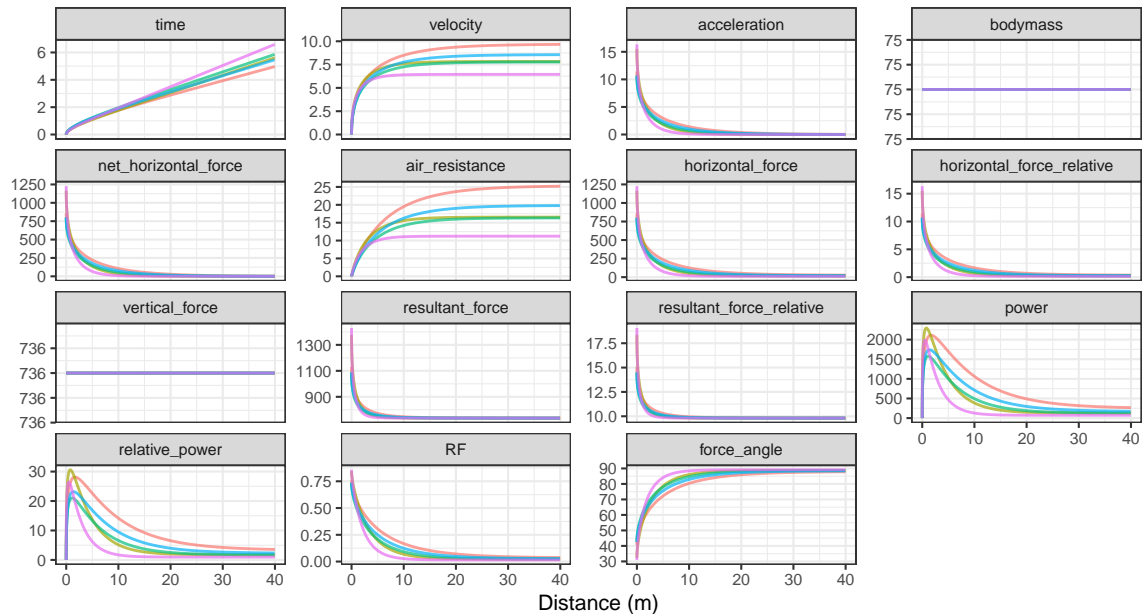 time velocity acceleration bodymass
6 4 2 0
10.0 7.5 5.0 2.5 0.0
15 10 5 0
75 75 75 75
net_horizontal_force air_resistance horizontal_force horizontal_force_relative
1250 1000 750 500 250 0
25 20 15 10 5 0
1250 1000 750 500 250 0
15 10 5 0
vertical_force resultant_force resultant_force_relative power
736 736 736 736
1300 1100 900
17.5 15.0 12.5 10.0
2000 1500 1000 500 0
0 10 20 30 40
relative_power RF force_angle
30 20 10 0
0.75 0.50 0.25 0.00
90 80 70 60 50 40 30
0 10 20 30 40 0 10 20 30 40 0 10 20 30 40
Distance (m)